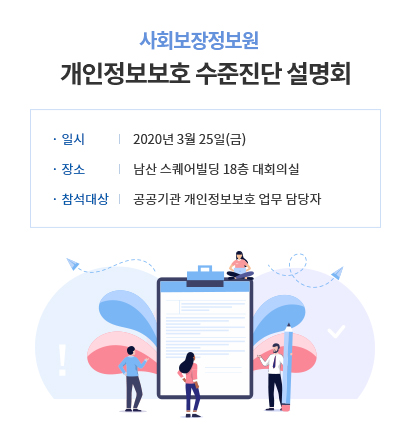 사회보장정보원
개인정보보호 수준진단 설명회
· 일시 | 2020년 3월 25일(금)
· 장소 | 남산 스퀘어빌딩 18층 대회의실
· 참석대상 | 공공기관 개인정보보호 업무 담당자